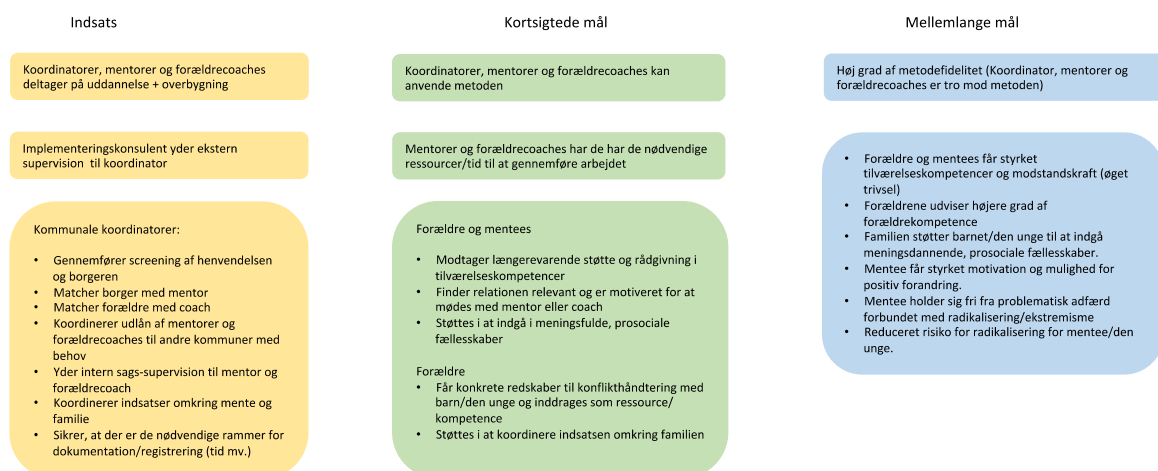 Indsats
Koordinatorer, mentorer og forældrecoaches
deltager på uddannelse + overbygning
Implementeringskonsulent yder ekstern
supervision til koordinator
Kommunale koordinatorer:
• Gennemfører screening af henvendelsen
og borgeren
• Matcher borger med mentor
• Matcher forældre med coach
• Koordinerer udlån af mentorer og
forældrecoaches til andre kommuner med
behov
• Yder intern sags-supervision til mentor og
forældrecoach
• Koordinerer indsatser omkring mente og
familie
• Sikrer, at der er de nødvendige rammer for
dokumentation/registrering (tid mv.)
Kortsigtede mål
Koordinatorer, mentorer og forældrecoaches kan
anvende metoden
Mentorer og forældrecoaches har de har de nødvendige
ressourcer/tid til at gennemføre arbejdet
Forældre og mentees
• Modtager længerevarende støtte og rådgivning i
tilværelseskompetencer
• Finder relationen relevant og er motiveret for at
mødes med mentor eller coach
• Støttes i at indgå i meningsfulde, prosociale
fællesskaber
Forældre
• Får konkrete redskaber til konflikthåndtering med
barn/den unge og inddrages som ressource/
kompetence
• Støttes i at koordinere indsatsen omkring familien
Mellemlange mål
Høj grad af metodefidelitet (Koordinator, mentorer og
forældrecoaches er tro mod metoden)
• Forældre og mentees får styrket
tilværelseskompetencer og modstandskraft (øget
trivsel)
• Forældrene udviser højere grad af
forældrekompetence
• Familien støtter barnet/den unge til at indgå
meningsdannende, prosociale fællesskaber.
• Mentee får styrket motivation og mulighed for
positiv forandring.
• Mentee holder sig fri fra problematisk adfærd
forbundet med radikalisering/ekstremisme
• Reduceret risiko for radikalisering for mentee/den
unge.